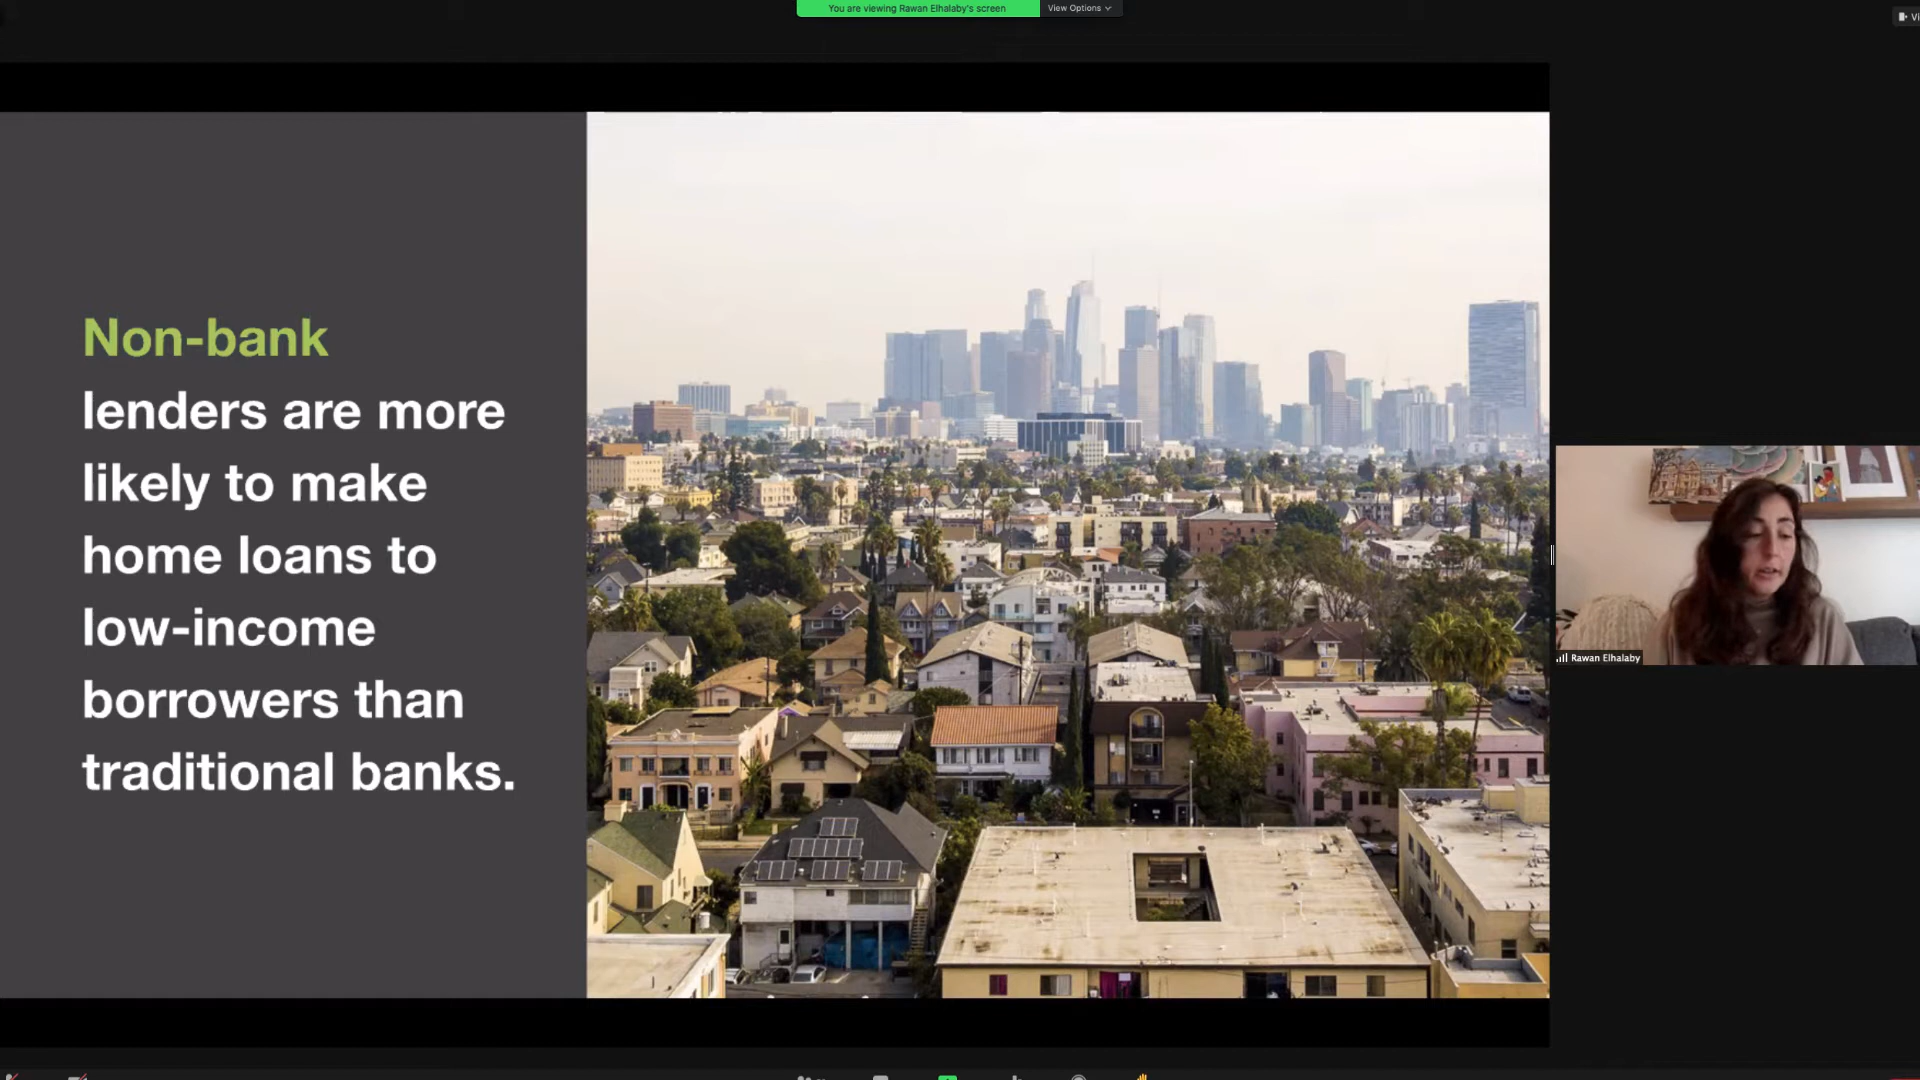 You are viewing Rawan Elhalaby's screen
View Options
Non-bank
lenders are more
likely to make
home loans to
low-income
borrowers than
traditional banks.
Rawan Elhalaby